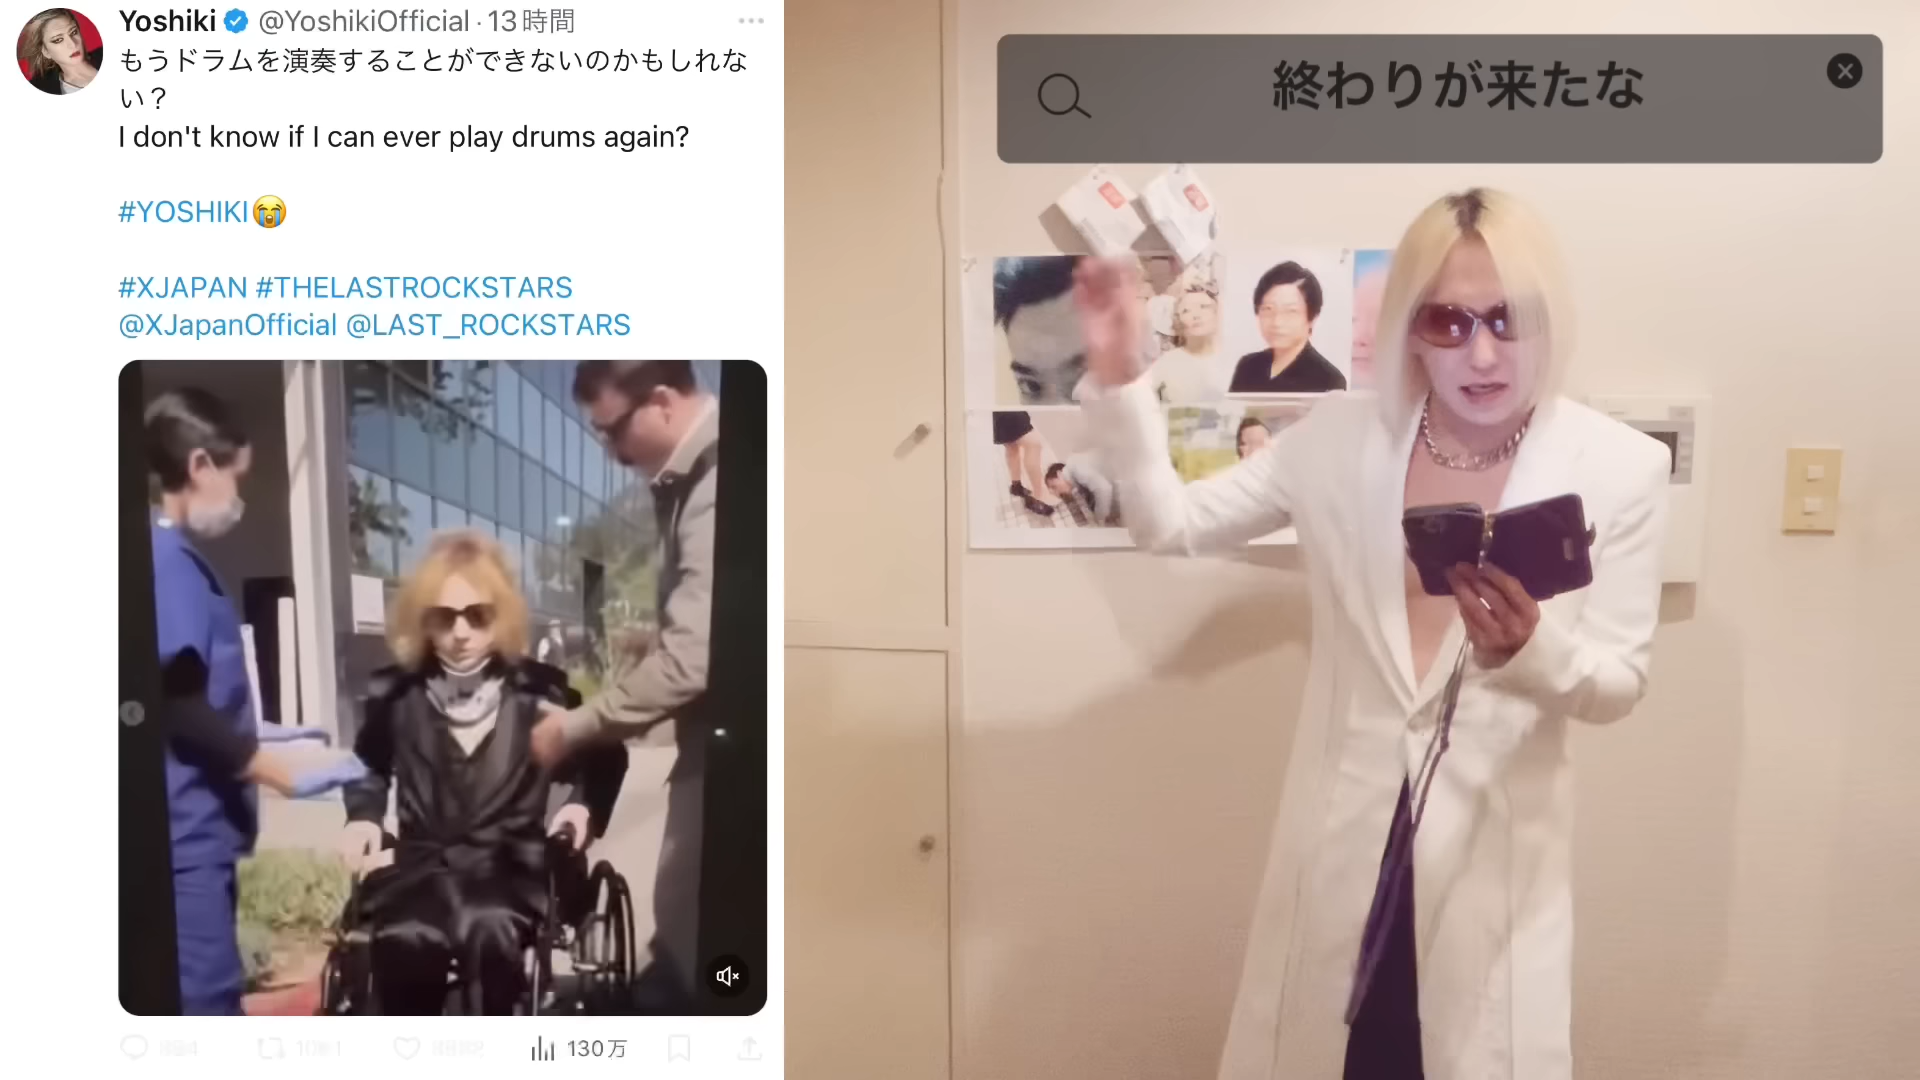 Yoshiki @YoshikiOfficial · 13時間
もうドラムを演奏することができないのかもしれな
い？
I don't know if I can ever play drums again?
#YOSHIKI😭
#XJAPAN #THELASTROCKSTARS
@XJapanOfficial @LAST_ROCKSTARS
130万
終わりが来たな